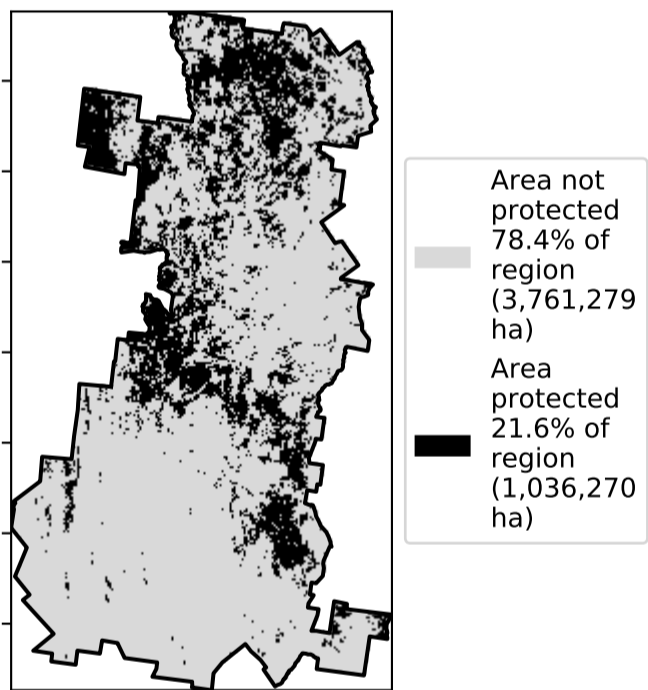 Area not
protected
78.4% of
region
(3,761,279
ha)
Area
protected
21.6% of
region
(1,036,270
ha)